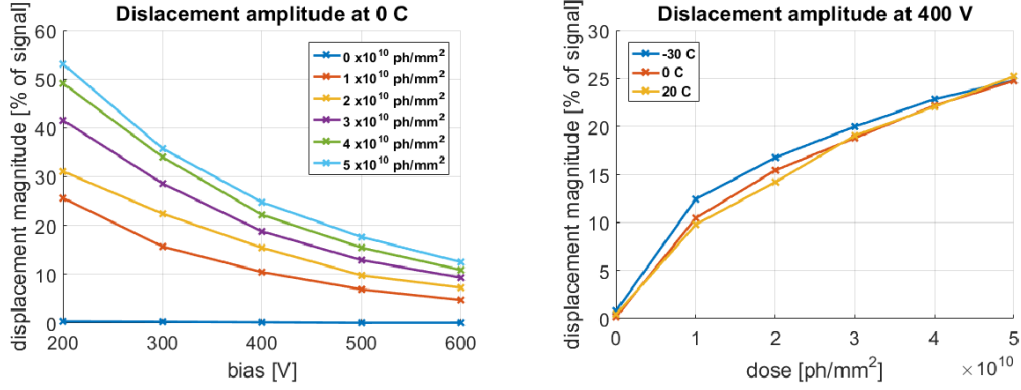 Dislacement amplitude at 0 C
displacement magnitude [% of signal]
60
50
40
30
20
10
0
200
300
400
500
600
bias [V]
0 x10^10 ph/mm^2
1 x10^10 ph/mm^2
2 x10^10 ph/mm^2
3 x10^10 ph/mm^2
4 x10^10 ph/mm^2
5 x10^10 ph/mm^2
Dislacement amplitude at 400 V
displacement magnitude [% of signal]
30
25
20
15
10
5
0
0
1
2
3
4
5
×10^10
dose [ph/mm^2]
-30 C
0 C
20 C